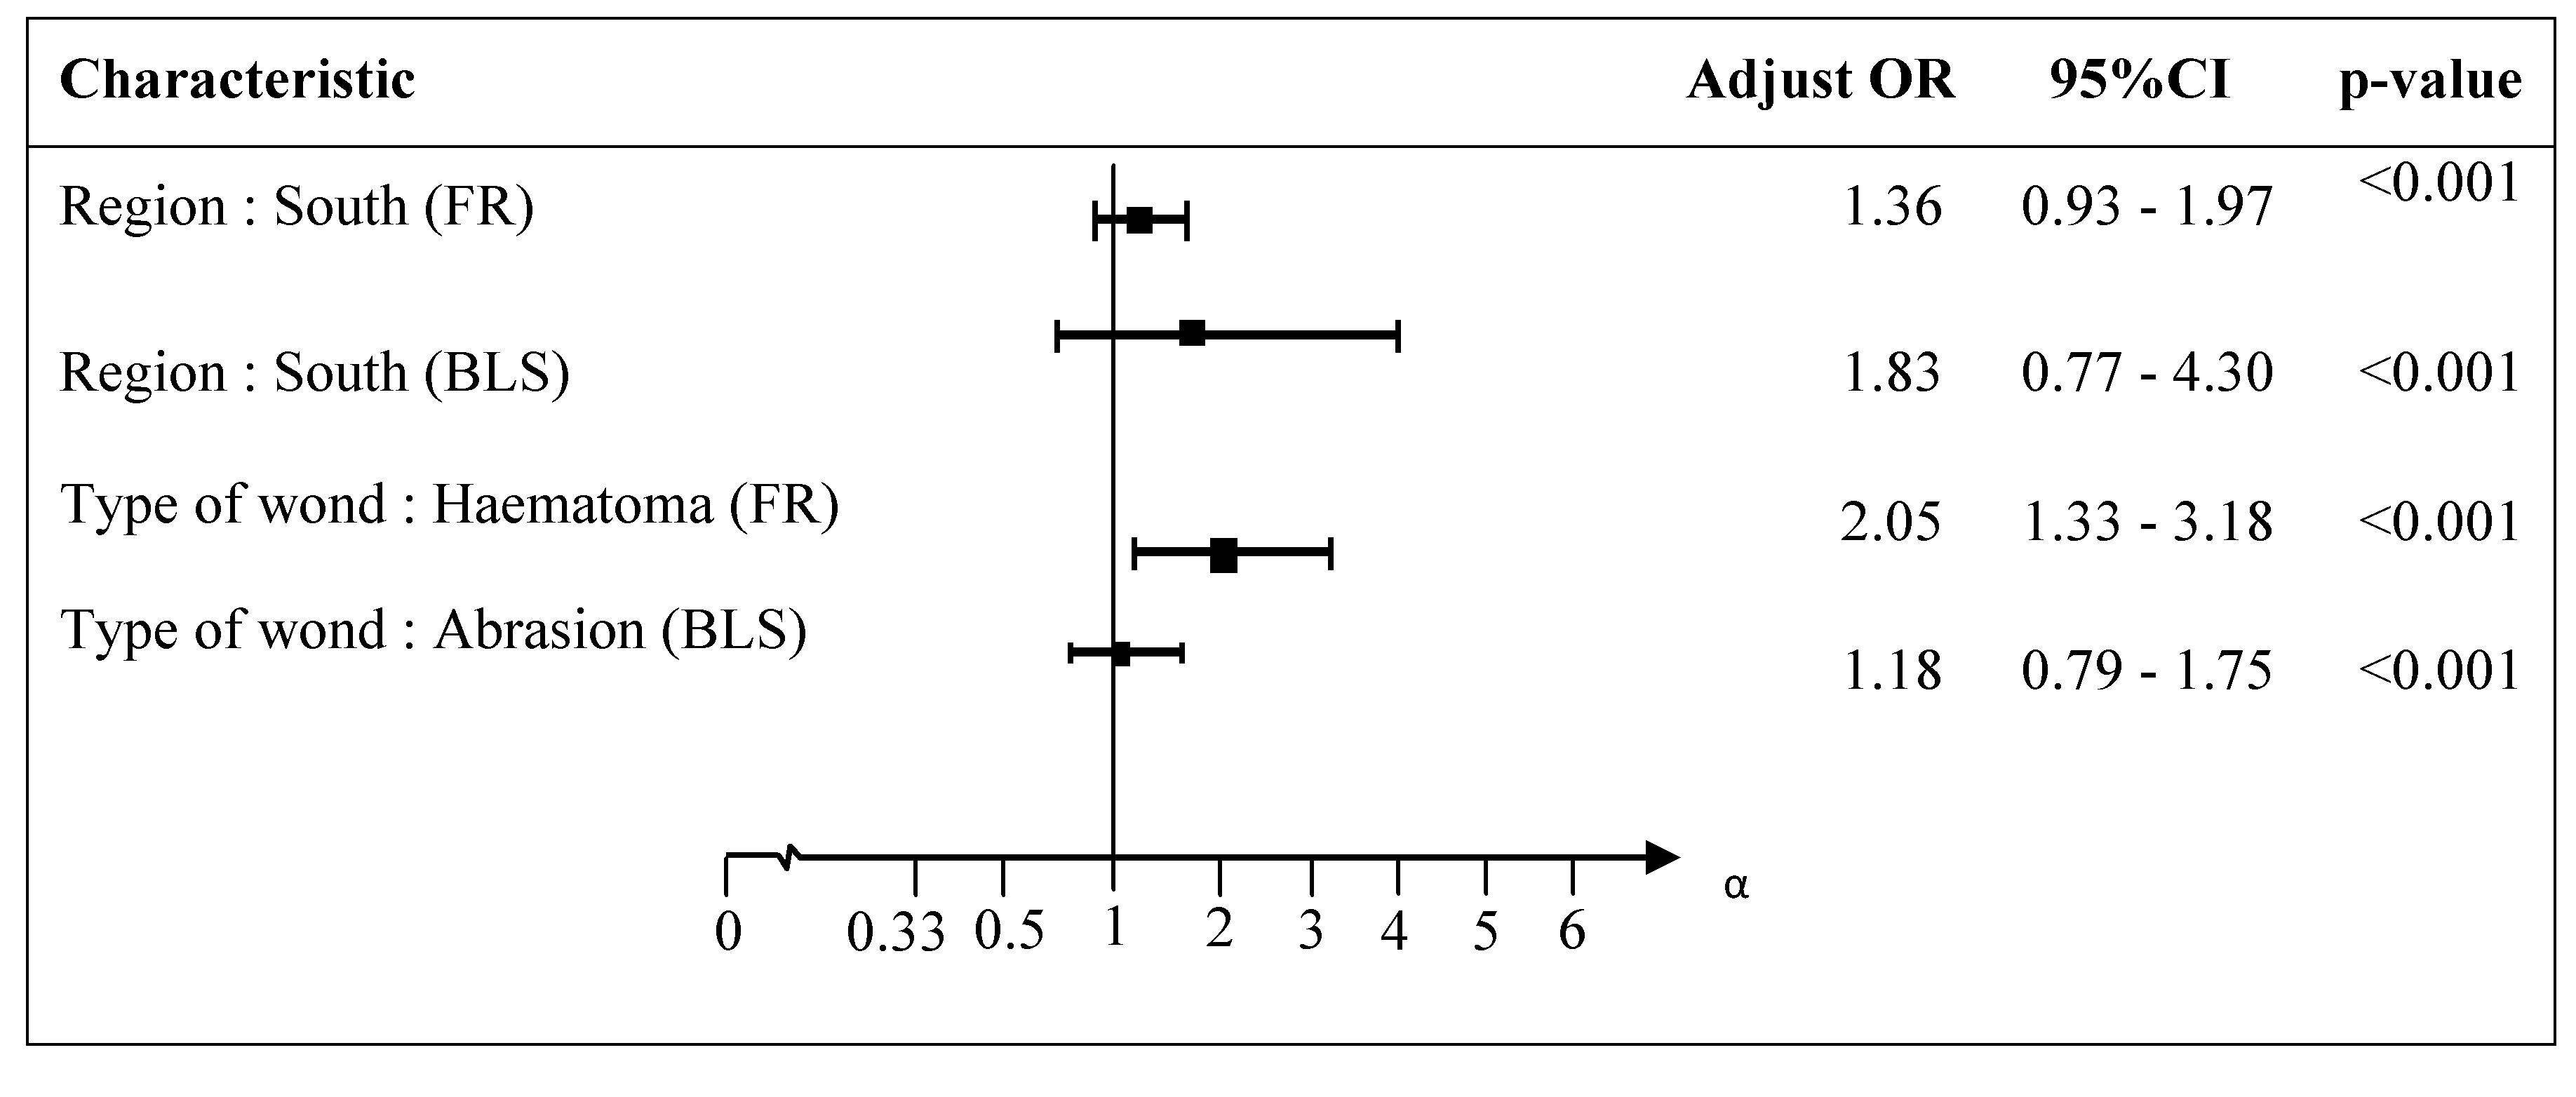 Characteristic Adjust OR 95%CI p-value
Region : South (FR) 1.36 0.93 - 1.97 <0.001
Region : South (BLS) 1.83 0.77 - 4.30 <0.001
Type of wond : Haematoma (FR) 2.05 1.33 - 3.18 <0.001
Type of wond : Abrasion (BLS) 1.18 0.79 - 1.75 <0.001
α
0 0.33 0.5 1 2 3 4 5 6